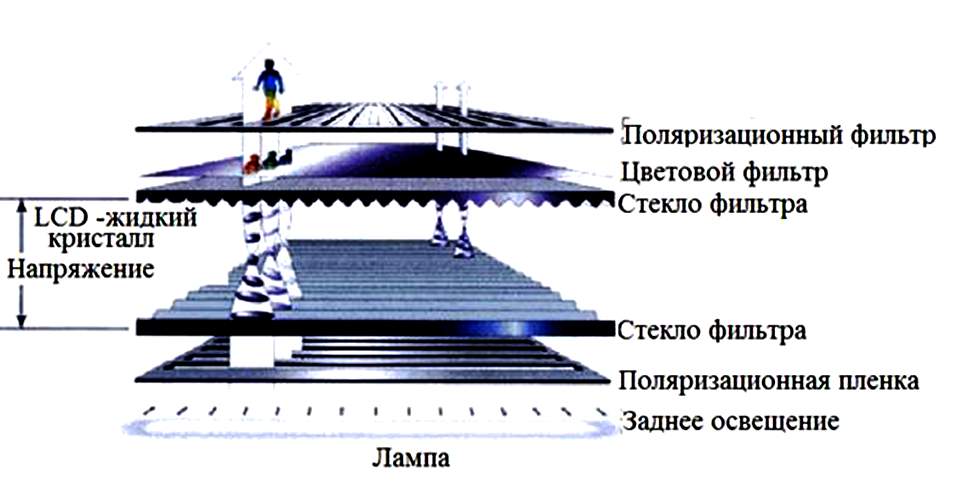 Поляризационный фильтр
Цветовой фильтр
Стекло фильтра
LCD -жидкий
кристалл
Напряжение
Стекло фильтра
Поляризационная пленка
Заднее освещение
Лампа